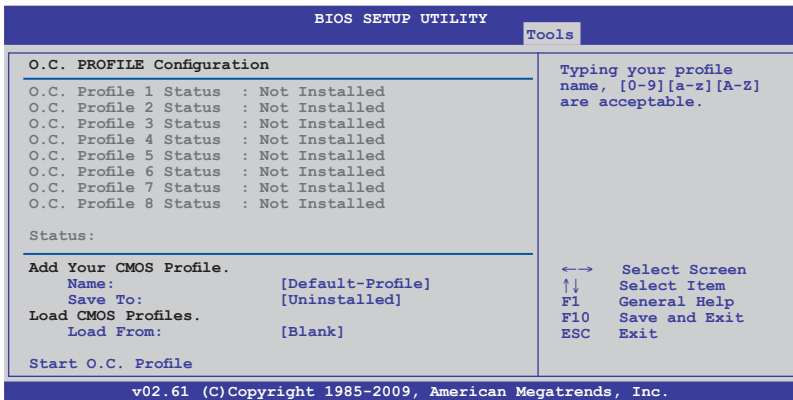 BIOS SETUP UTILITY
Tools
O.C. PROFILE Configuration
O.C. Profile 1 Status : Not Installed
O.C. Profile 2 Status : Not Installed
O.C. Profile 3 Status : Not Installed
O.C. Profile 4 Status : Not Installed
O.C. Profile 5 Status : Not Installed
O.C. Profile 6 Status : Not Installed
O.C. Profile 7 Status : Not Installed
O.C. Profile 8 Status : Not Installed
Status:
Add Your CMOS Profile.
Name: [Default-Profile]
Save To: [Uninstalled]
Load CMOS Profiles.
Load From: [Blank]
Start O.C. Profile
Typing your profile
name, [0-9][a-z][A-Z]
are acceptable.
←→ Select Screen
↑↓ Select Item
F1 General Help
F10 Save and Exit
ESC Exit
v02.61 (C)Copyright 1985-2009, American Megatrends, Inc.